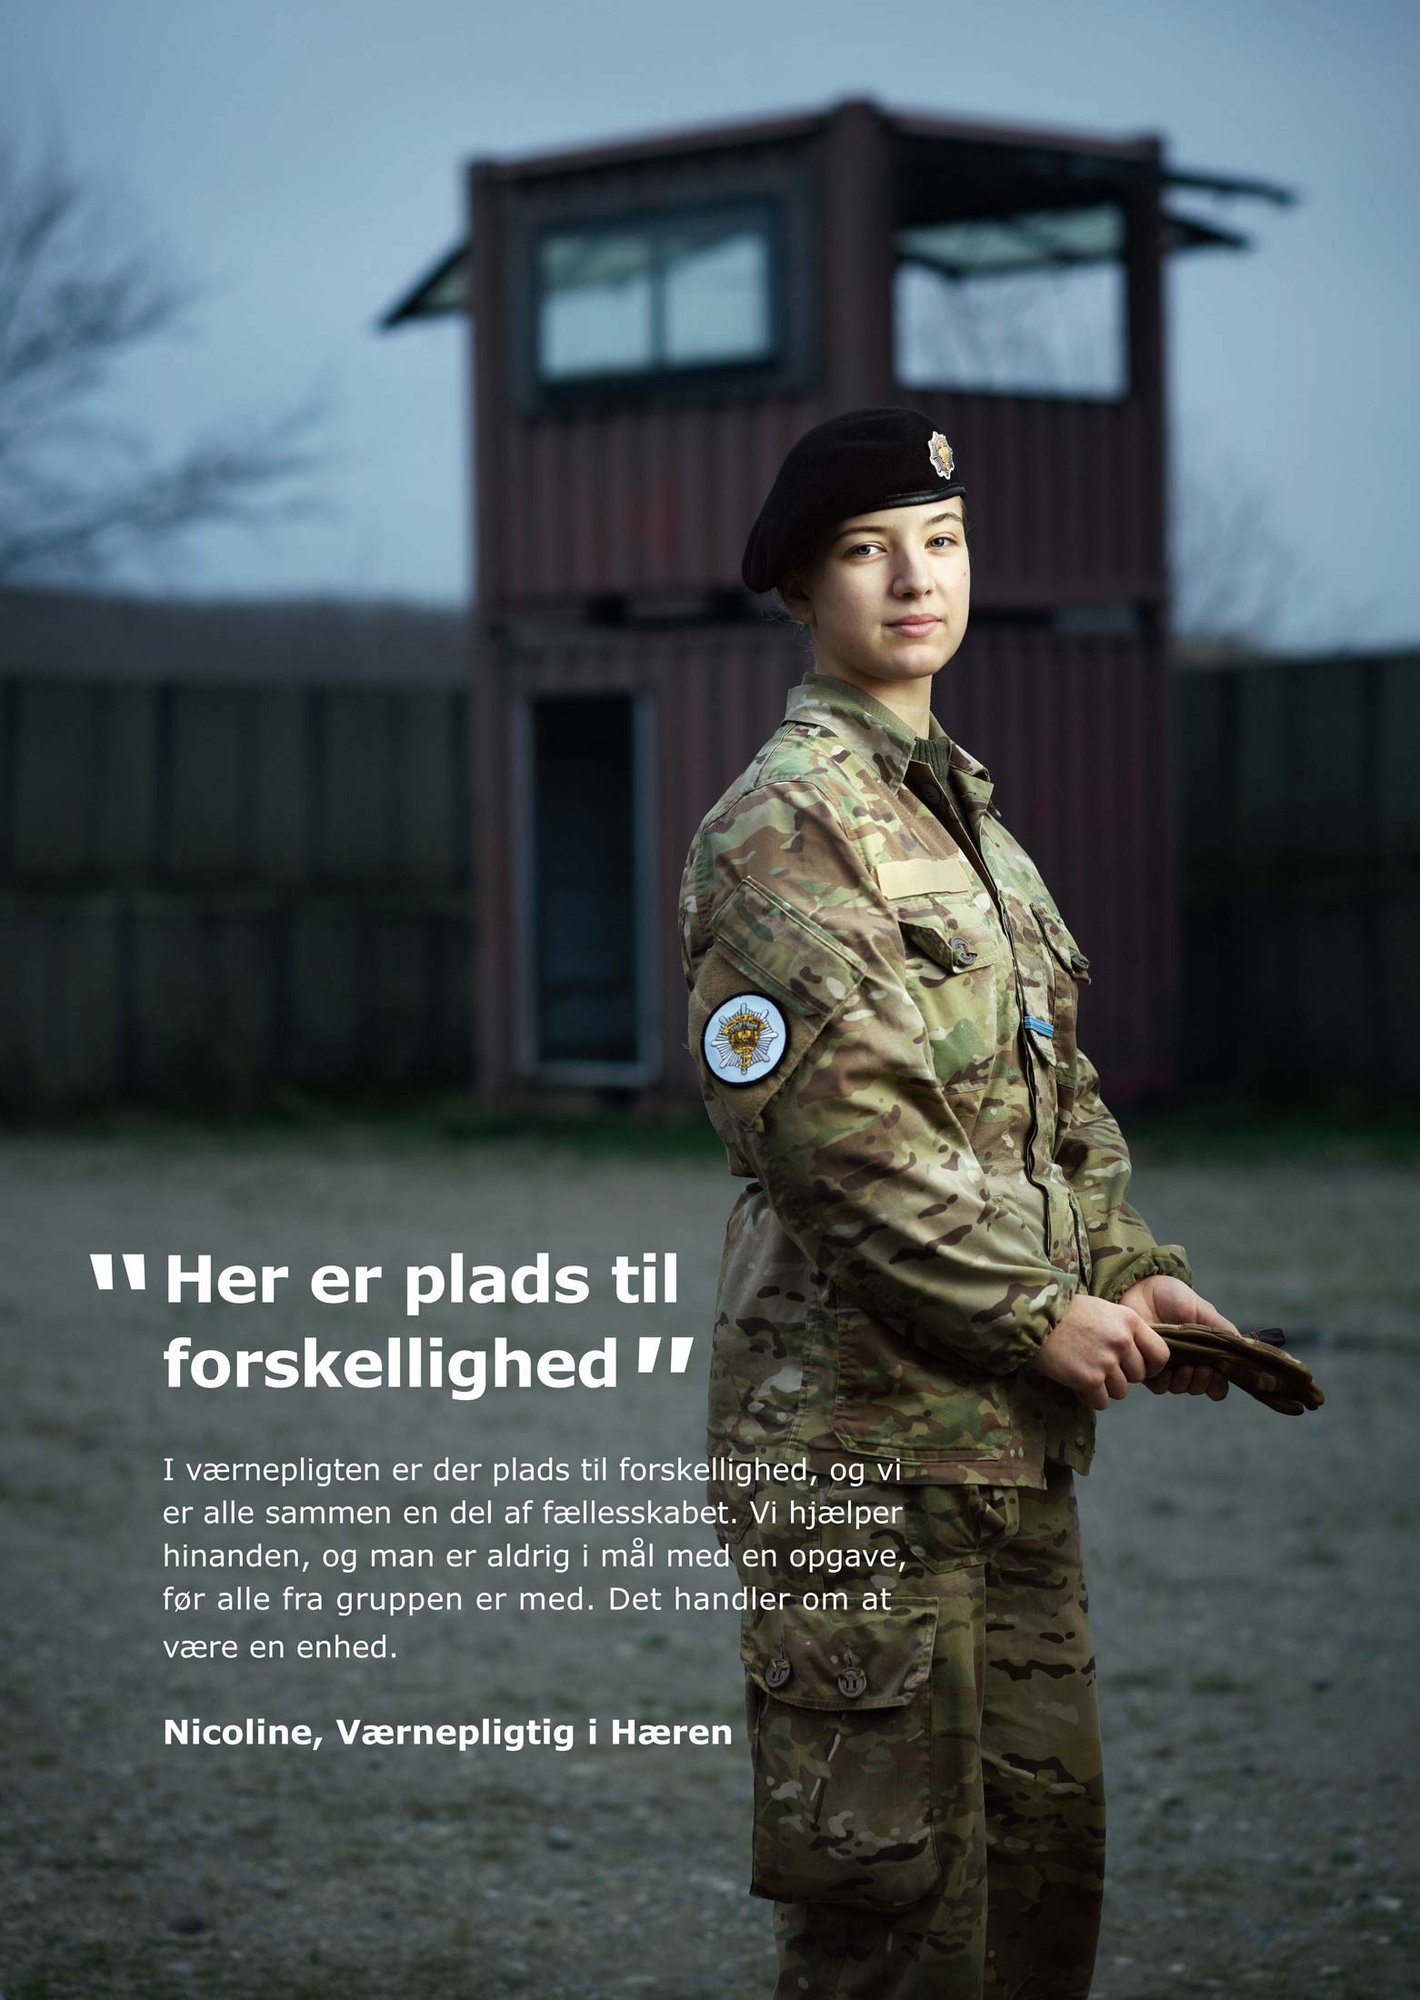 "Her er plads til
forskellighed"
I værnepligten er der plads til forskellighed, og vi
er alle sammen en del af fællesskabet. Vi hjælper
hinanden, og man er aldrig i mål med en opgave,
før alle fra gruppen er med. Det handler om at
være en enhed.
Nicoline, Værnepligtig i Hæren